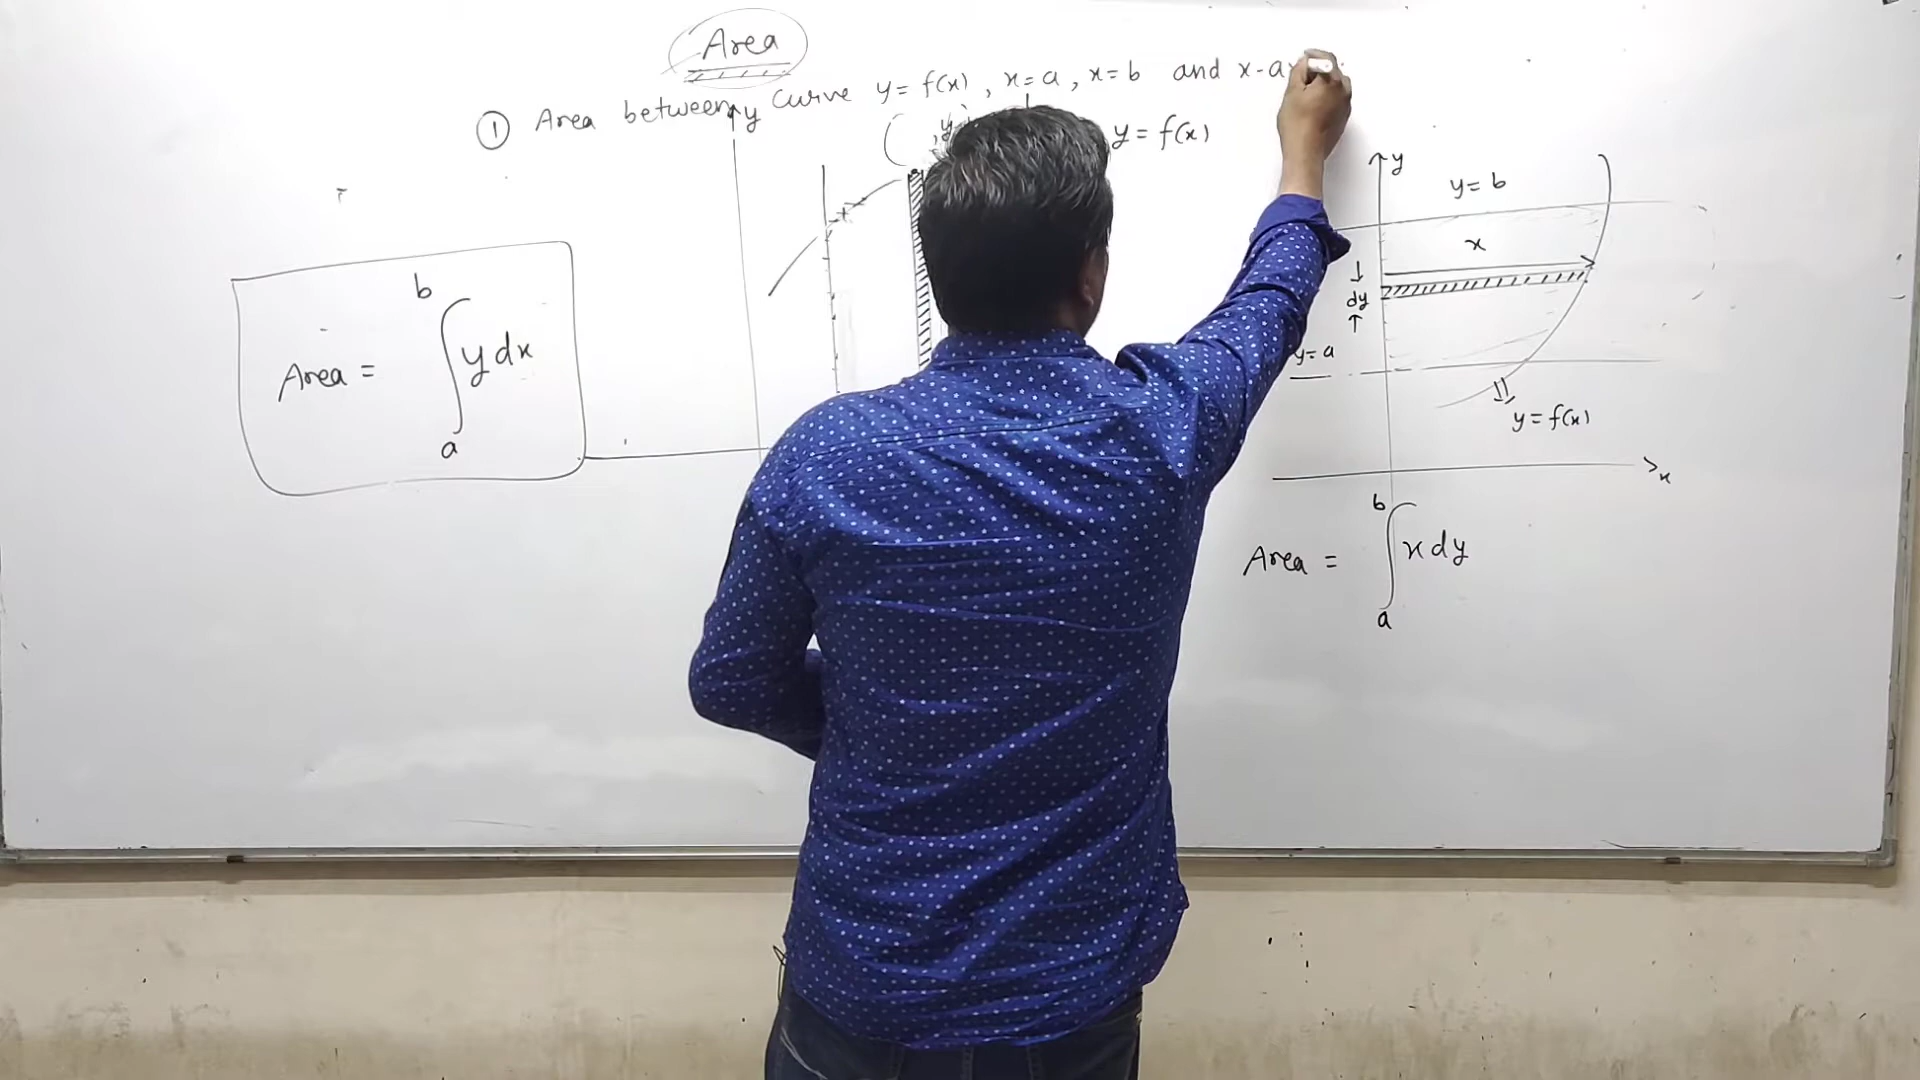 Area
① Area between curve y = f(x), x = a, x = b and x-a
y
y = f(x)
b
Area = ∫ y dx
a
y
y = b
x
dy
y = a
y = f(x)
x
b
Area = ∫ x dy
a